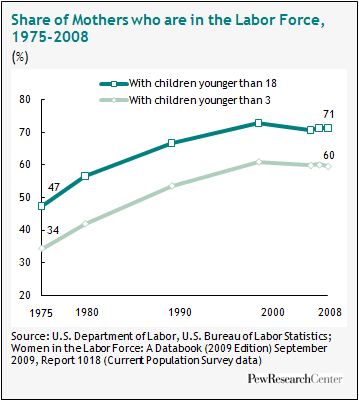 Share of Mothers who are in the Labor Force,
1975-2008
(%)
With children younger than 18
With children younger than 3
80
70
60
50
40
30
20
47
34
71
60
1975 1980 1990 2000 2008
Source: U.S. Department of Labor, U.S. Bureau of Labor Statistics;
Women in the Labor Force: A Databook (2009 Edition) September
2009, Report 1018 (Current Population Survey data)
PewResearchCenter